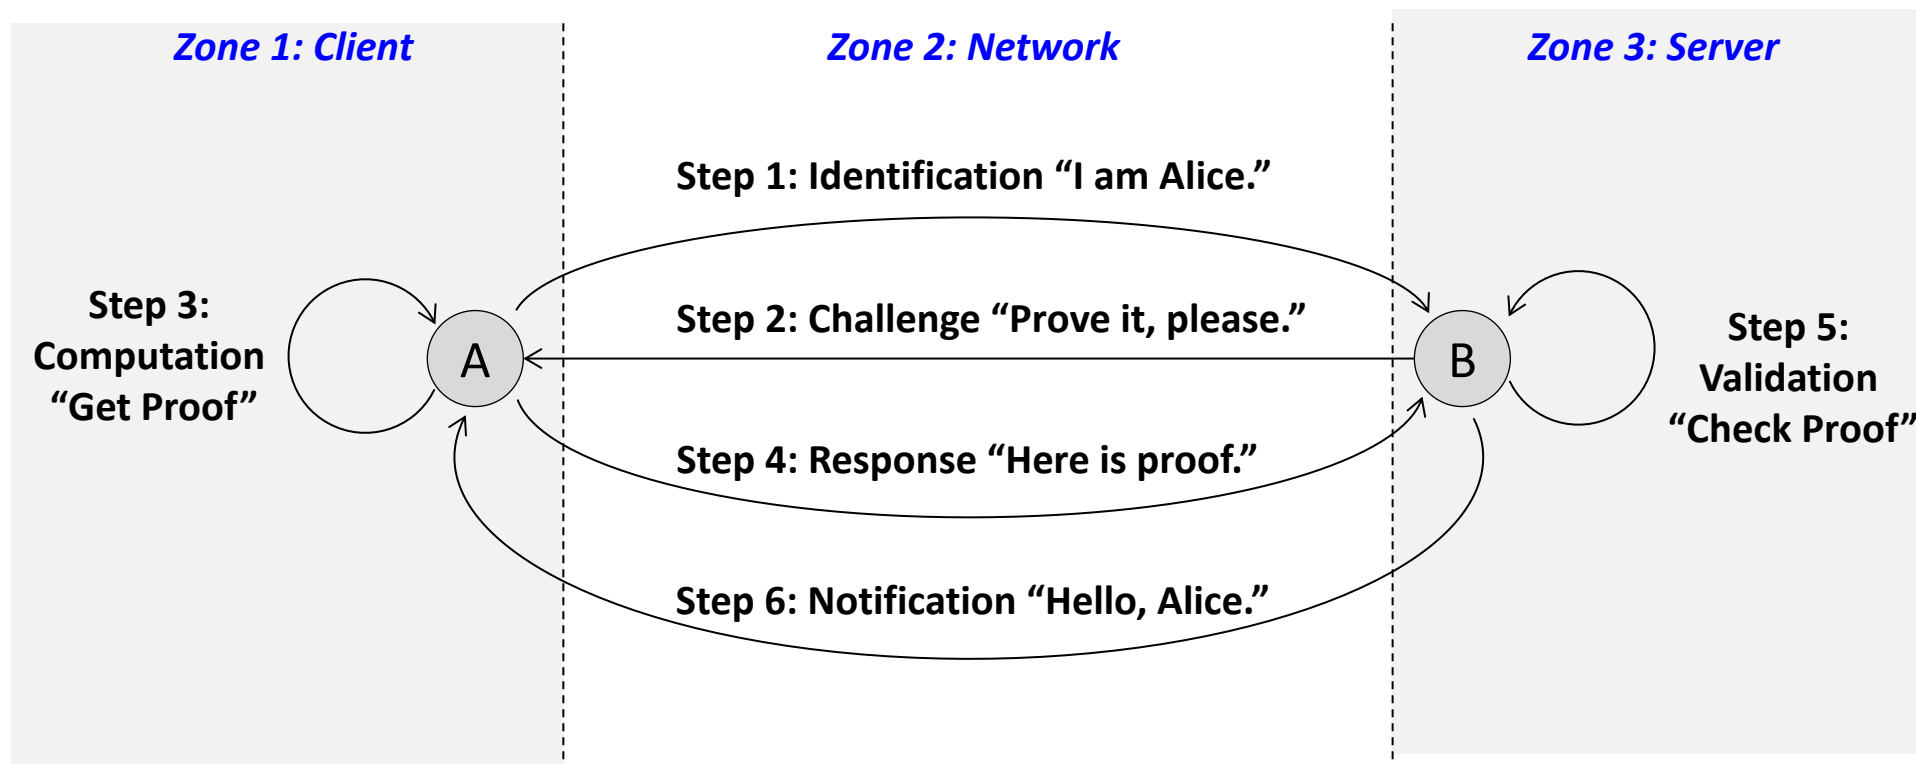 Zone 1: Client
Zone 2: Network
Zone 3: Server
Step 1: Identification “I am Alice.”
Step 3:
Computation
“Get Proof”
A
Step 2: Challenge “Prove it, please.”
B
Step 5:
Validation
“Check Proof”
Step 4: Response “Here is proof.”
Step 6: Notification “Hello, Alice.”